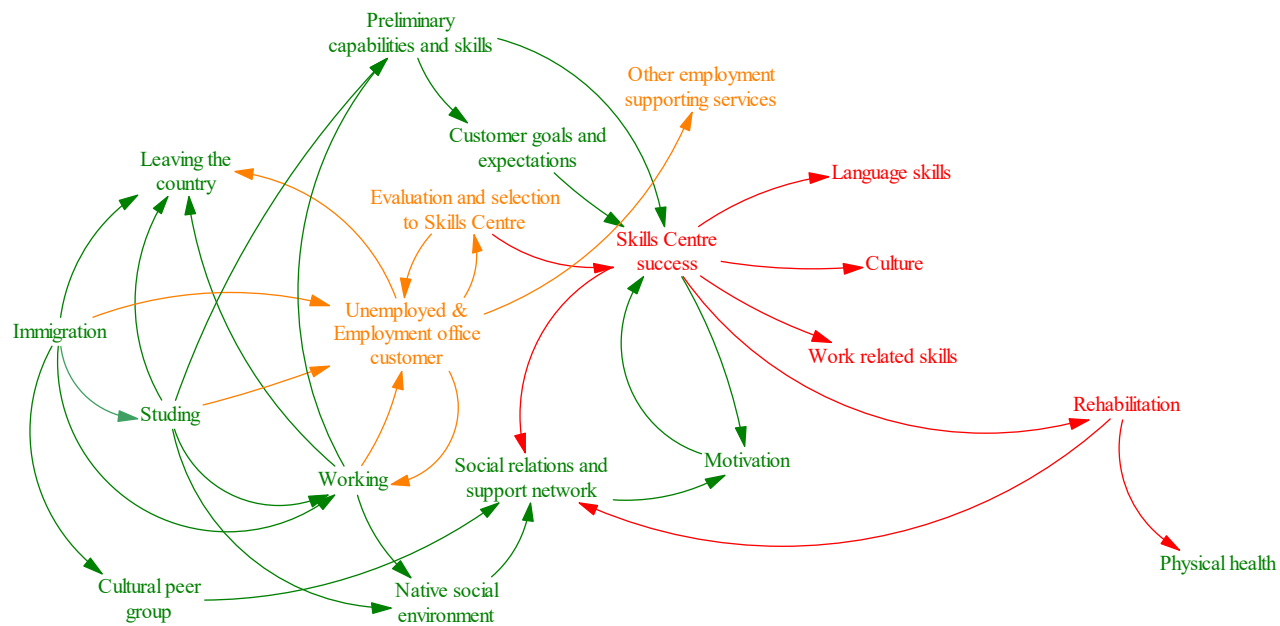 Preliminary
capabilities and skills
Other employment
supporting services
Customer goals and
expectations
Leaving the
country
Language skills
Evaluation and selection
to Skills Centre
Skills Centre
success
Culture
Unemployed &
Employment office
customer
Immigration
Work related skills
Studing
Rehabilitation
Working
Social relations and
support network
Motivation
Physical health
Cultural peer
group
Native social
environment